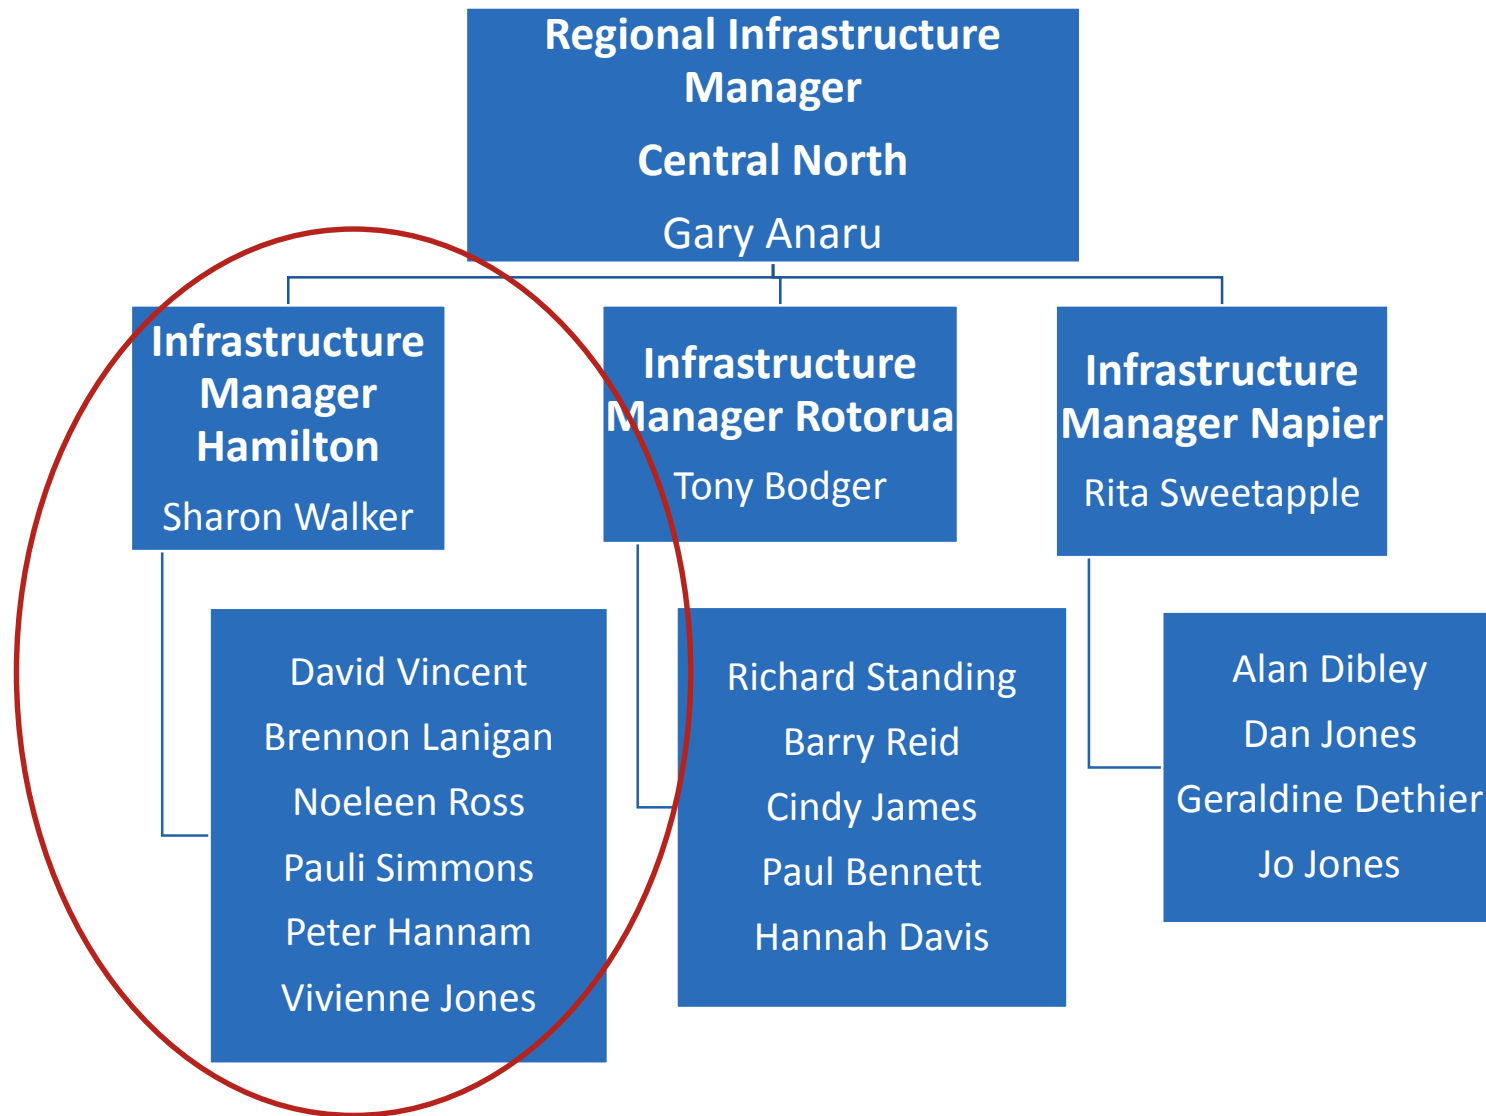 Regional Infrastructure
Manager
Central North
Gary Anaru
Infrastructure
Manager
Hamilton
Sharon Walker
Infrastructure
Manager Rotorua
Tony Bodger
Infrastructure
Manager Napier
Rita Sweetapple
David Vincent
Brennon Lanigan
Noeleen Ross
Pauli Simmons
Peter Hannam
Vivienne Jones
Richard Standing
Barry Reid
Cindy James
Paul Bennett
Hannah Davis
Alan Dibley
Dan Jones
Geraldine Dethier
Jo Jones